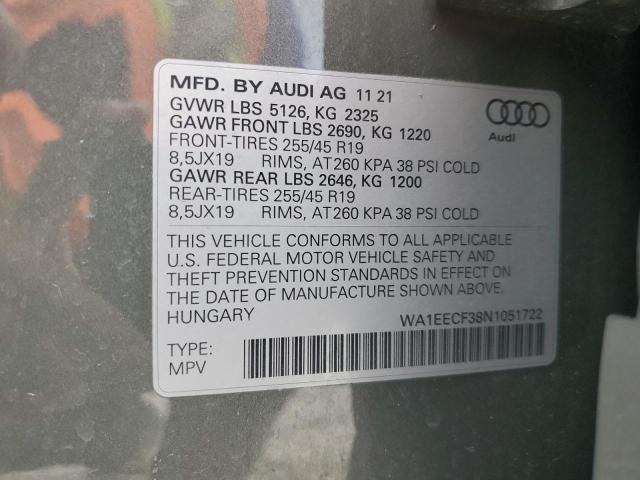 MFD. BY AUDI AG 11 21
GVWR LBS 5126, KG 2325
GAWR FRONT LBS 2690, KG 1220
FRONT-TIRES 255/45 R19
8,5JX19 RIMS, AT260 KPA 38 PSI COLD
GAWR REAR LBS 2646, KG 1200
REAR-TIRES 255/45 R19
8,5JX19 RIMS, AT260 KPA 38 PSI COLD
Audi
THIS VEHICLE CONFORMS TO ALL APPLICABLE
U.S. FEDERAL MOTOR VEHICLE SAFETY AND
THEFT PREVENTION STANDARDS IN EFFECT ON
THE DATE OF MANUFACTURE SHOWN ABOVE.
HUNGARY
WA1EECF38N1051722
TYPE:
MPV